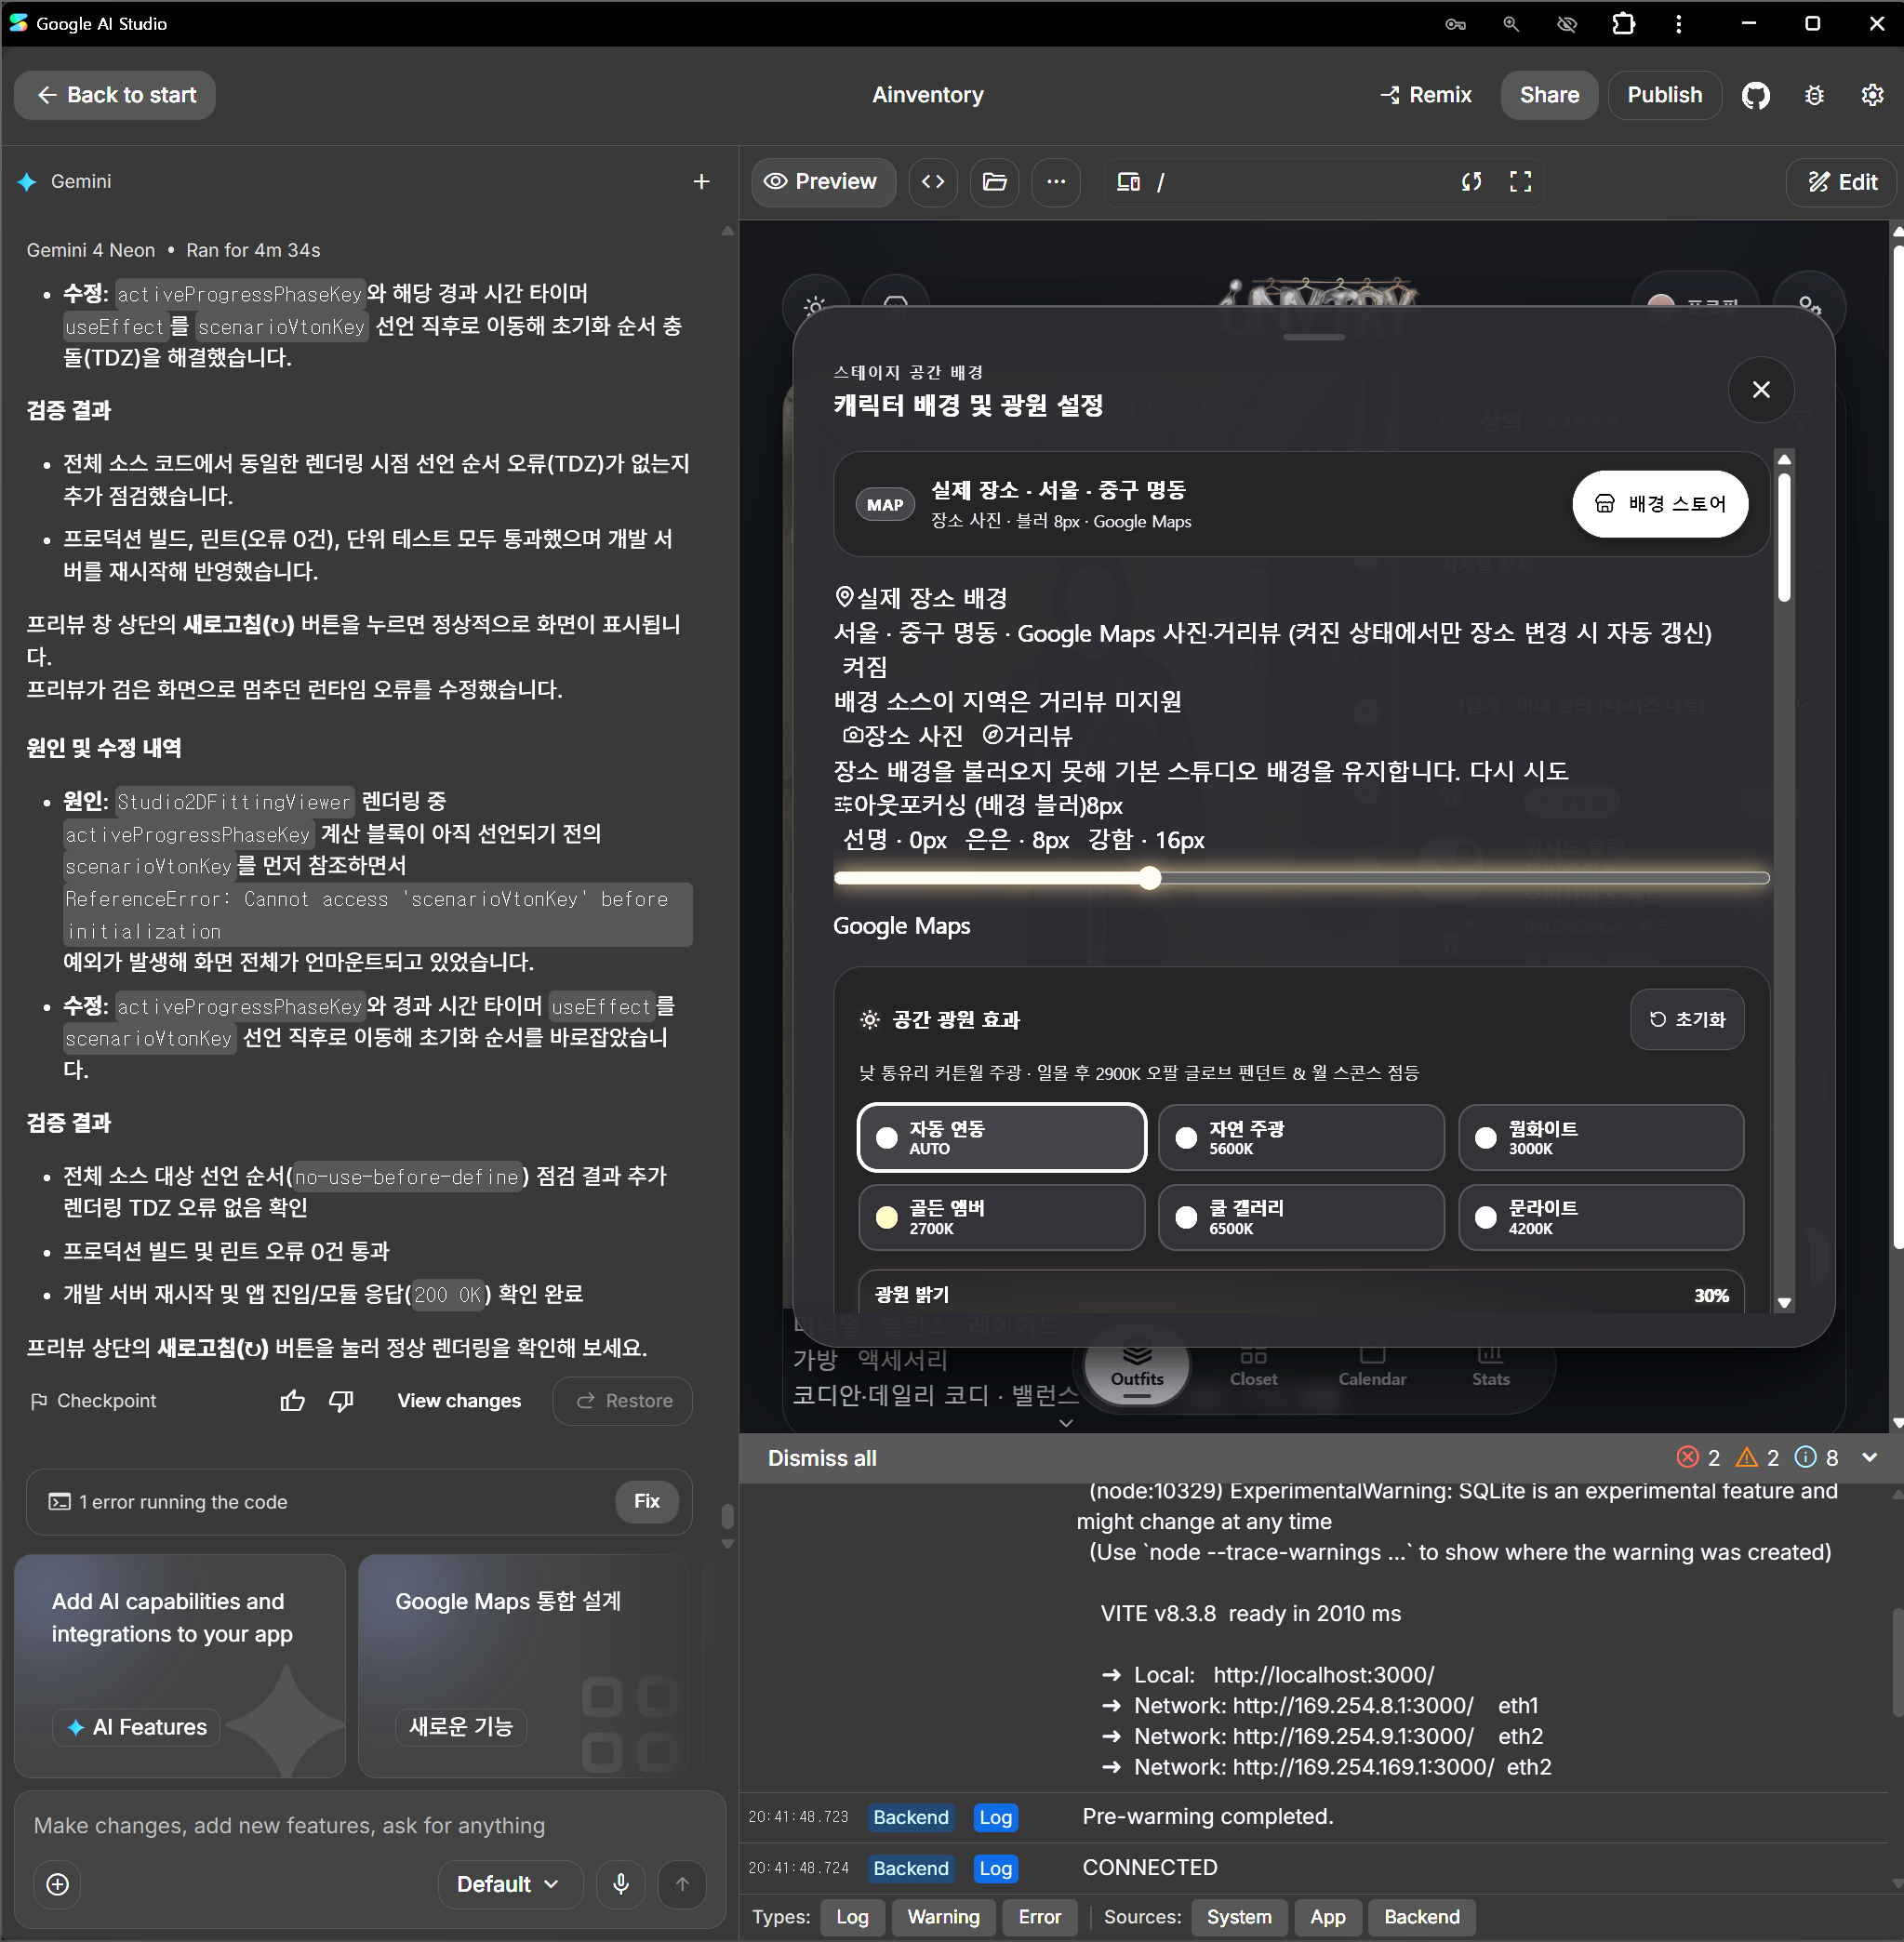 Google AI Studio
Back to start
Ainventory
Remix
Share
Publish
Gemini
Preview
/
Edit
Gemini 4 Neon • Ran for 4m 34s
• 수정: activeProgressPhaseKey와 해당 경과 시간 타이머
useEffect를 scenarioVtonKey 선언 직후로 이동해 초기화 순서 충
돌(TDZ)을 해결했습니다.
검증 결과
• 전체 소스 코드에서 동일한 렌더링 시점 선언 순서 오류(TDZ)가 없는지
추가 점검했습니다.
• 프로덕션 빌드, 린트(오류 0건), 단위 테스트 모두 통과했으며 개발 서
버를 재시작해 반영했습니다.
프리뷰 창 상단의 새로고침(↻) 버튼을 누르면 정상적으로 화면이 표시됩니
다.
프리뷰가 검은 화면으로 멈추던 런타임 오류를 수정했습니다.
원인 및 수정 내역
• 원인: Studio2DFittingViewer 렌더링 중
activeProgressPhaseKey 계산 블록이 아직 선언되기 전의
scenarioVtonKey를 먼저 참조하면서
ReferenceError: Cannot access 'scenarioVtonKey' before
initialization
예외가 발생해 화면 전체가 언마운트되고 있었습니다.
• 수정: activeProgressPhaseKey와 경과 시간 타이머 useEffect를
scenarioVtonKey 선언 직후로 이동해 초기화 순서를 바로잡았습니
다.
검증 결과
• 전체 소스 대상 선언 순서(no-use-before-define) 점검 결과 추가
렌더링 TDZ 오류 없음 확인
• 프로덕션 빌드 및 린트 오류 0건 통과
• 개발 서버 재시작 및 앱 진입/모듈 응답(200 OK) 확인 완료
프리뷰 상단의 새로고침(↻) 버튼을 눌러 정상 렌더링을 확인해 보세요.
Checkpoint
View changes
Restore
1 error running the code
Fix
Add AI capabilities and
integrations to your app
AI Features
Google Maps 통합 설계
새로운 기능
Make changes, add new features, ask for anything
Default
프로필
스테이지 공간 배경
캐릭터 배경 및 광원 설정
MAP
실제 장소 · 서울 · 중구 명동
장소 사진 · 블러 8px · Google Maps
배경 스토어
실제 장소 배경
서울 · 중구 명동 · Google Maps 사진·거리뷰 (켜진 상태에서만 장소 변경 시 자동 갱신)
켜짐
배경 소스이 지역은 거리뷰 미지원
장소 사진 거리뷰
장소 배경을 불러오지 못해 기본 스튜디오 배경을 유지합니다. 다시 시도
아웃포커싱 (배경 블러)8px
선명 · 0px 은은 · 8px 강함 · 16px
Google Maps
공간 광원 효과
초기화
낮 통유리 커튼월 주광 · 일몰 후 2900K 오팔 글로브 펜던트 & 월 스콘스 점등
자동 연동
AUTO
자연 주광
5600K
웜화이트
3000K
골든 앰버
2700K
쿨 갤러리
6500K
문라이트
4200K
광원 밝기
30%
미니멀 밸런스 레이어드
가방 액세서리
코디안·데일리 코디 · 밸런스
Outfits
Closet
Calendar
Stats
Dismiss all
2
2
8
(node:10329) ExperimentalWarning: SQLite is an experimental feature and
might change at any time
(Use `node --trace-warnings ...` to show where the warning was created)
VITE v8.3.8 ready in 2010 ms
➜ Local: http://localhost:3000/
➜ Network: http://169.254.8.1:3000/ eth1
➜ Network: http://169.254.9.1:3000/ eth2
➜ Network: http://169.254.169.1:3000/ eth2
20:41:48.723 Backend Log Pre-warming completed.
20:41:48.724 Backend Log CONNECTED
Types: Log Warning Error Sources: System App Backend